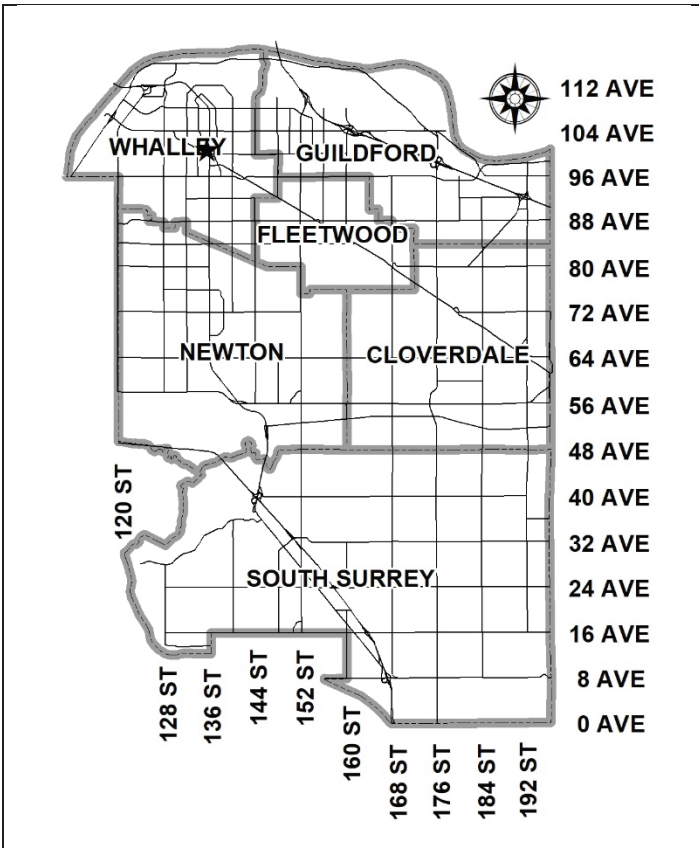 112 AVE
104 AVE
WHALLEY
GUILDFORD
96 AVE
88 AVE
FLEETWOOD
80 AVE
72 AVE
NEWTON
CLOVERDALE
64 AVE
56 AVE
48 AVE
120 ST
40 AVE
32 AVE
SOUTH SURREY
24 AVE
16 AVE
8 AVE
128 ST
136 ST
144 ST
152 ST
160 ST
0 AVE
168 ST
176 ST
184 ST
192 ST